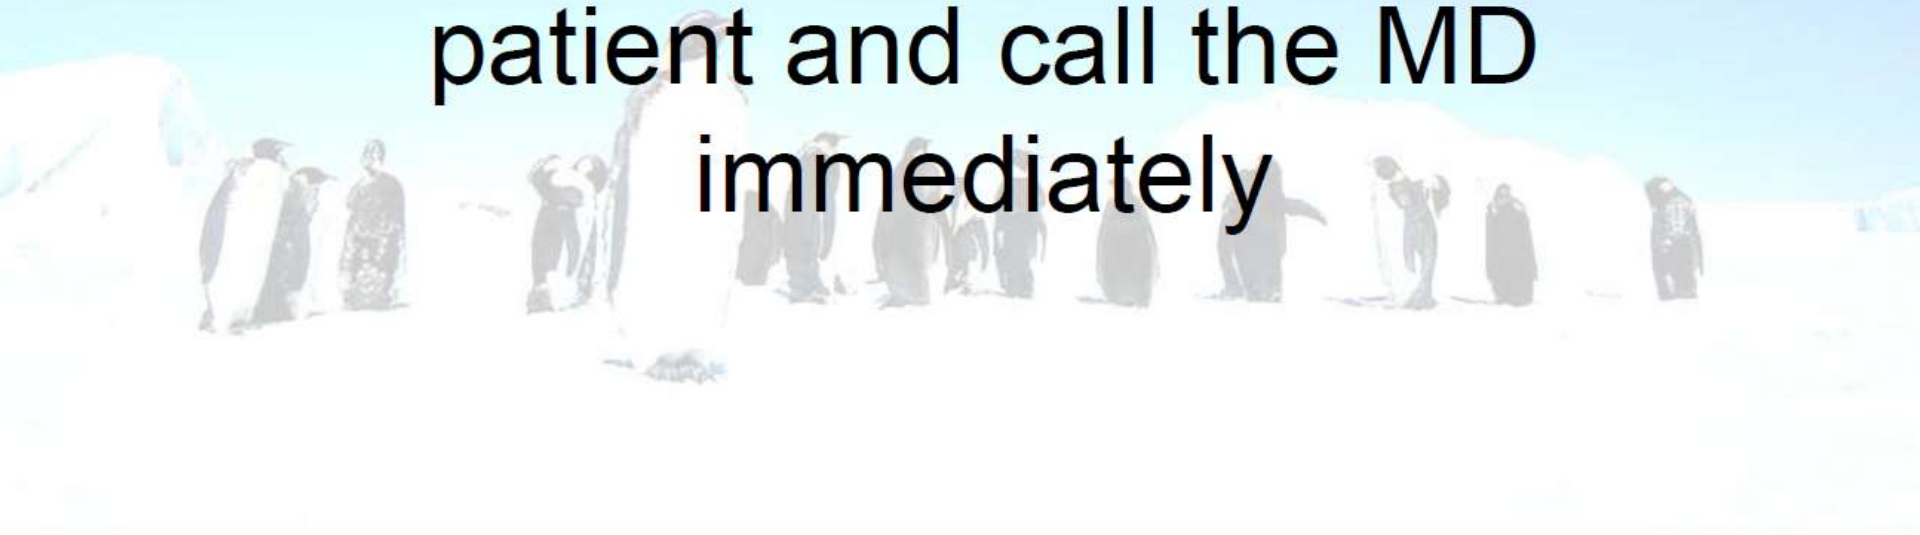 patient and call the MD
immediately